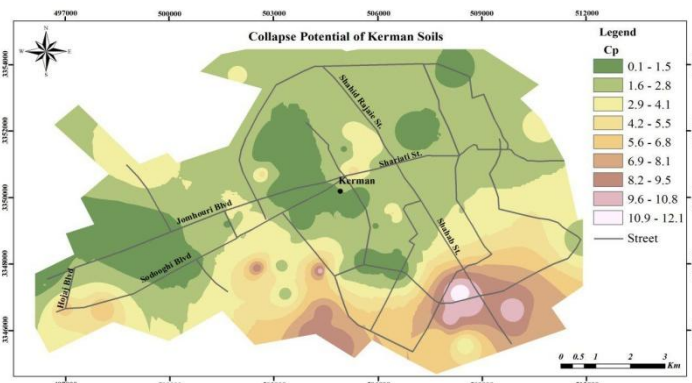 497000 500000 503000 506000 509000 512000
Collapse Potential of Kerman Soils
Legend
Cp
0.1 - 1.5
1.6 - 2.8
2.9 - 4.1
4.2 - 5.5
5.6 - 6.8
6.9 - 8.1
8.2 - 9.5
9.6 - 10.8
10.9 - 12.1
Street
N
W E
S
3354000
3352000
3350000
3348000
3346000
Shahid Rajaie St.
Shariati St.
Kerman
Jomhouri Blvd
Shahab St.
Sodooghi Blvd
Hojaj Blvd
0 0.5 1 2 3
Km